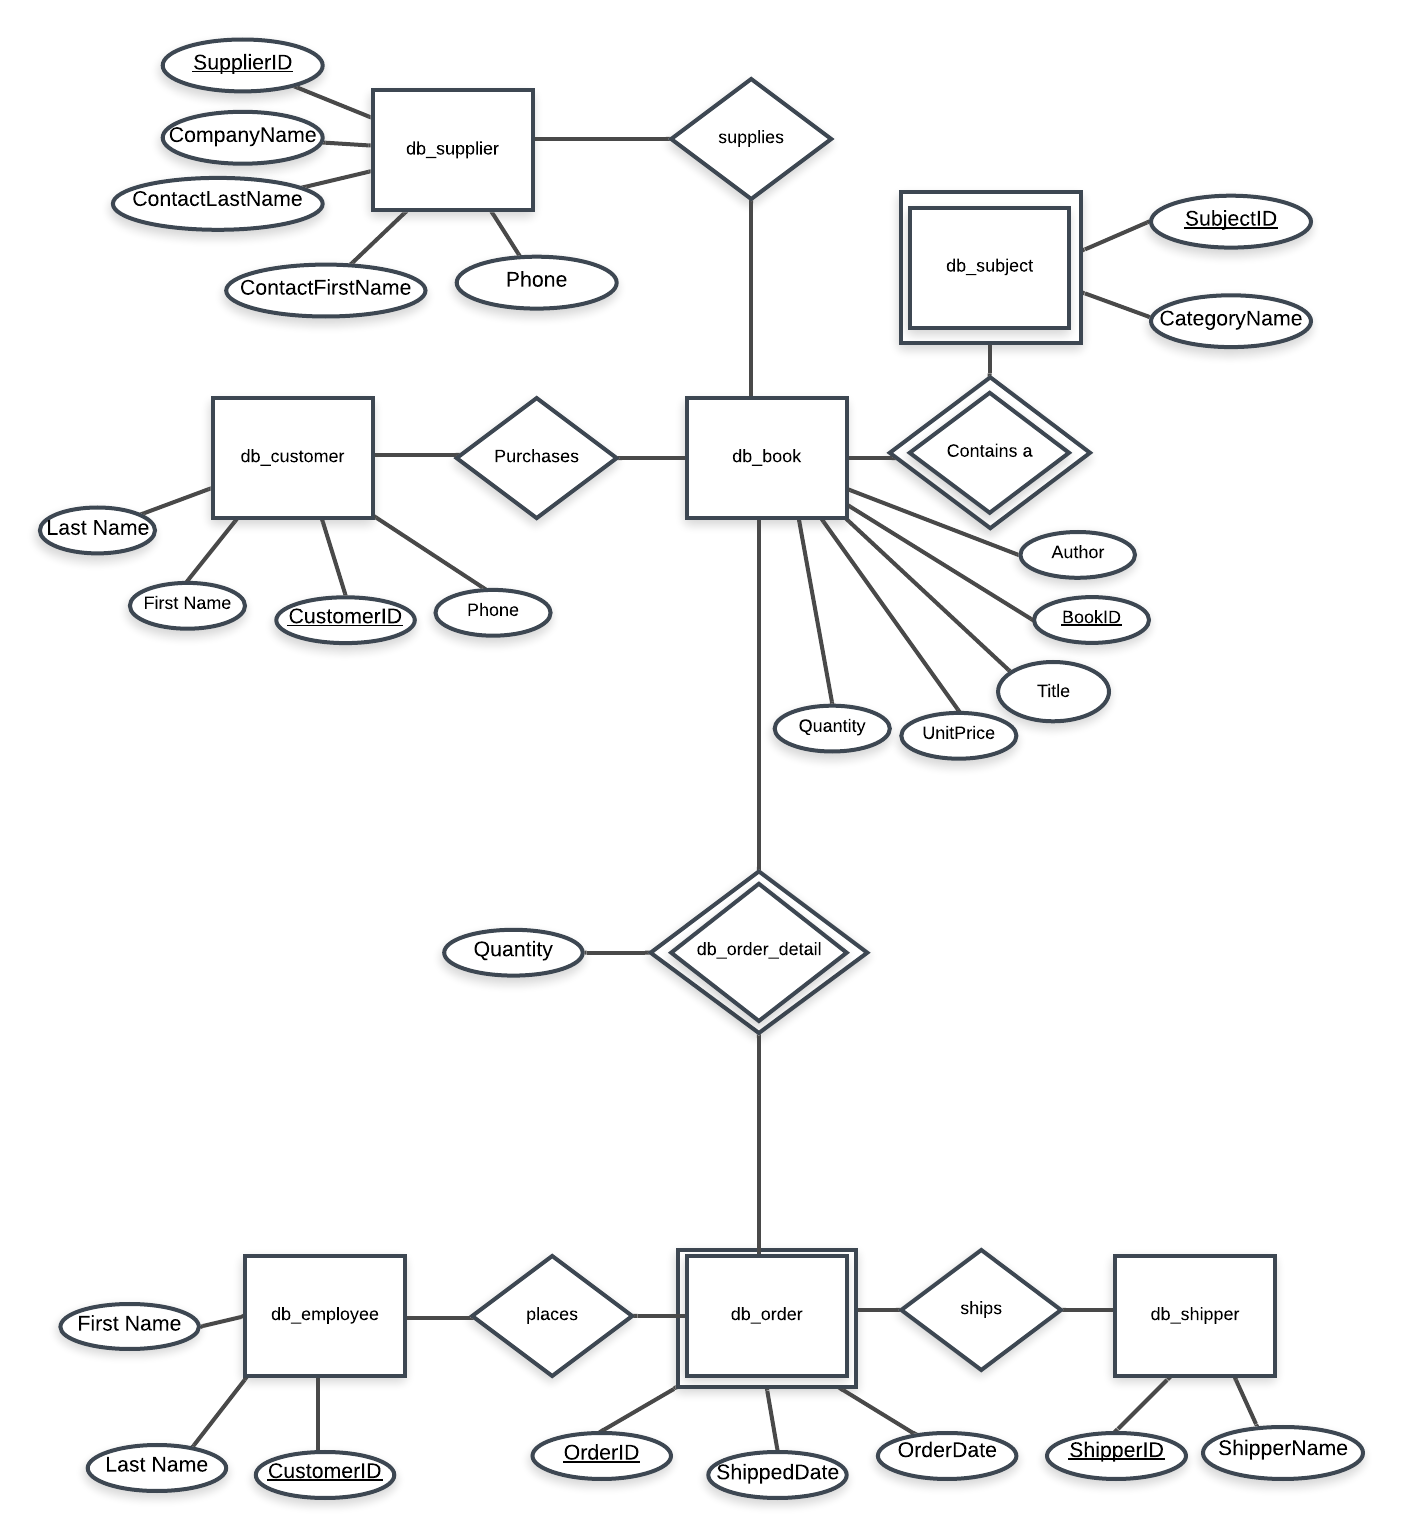 SupplierID
CompanyName
ContactLastName
ContactFirstName
Phone
db_supplier
supplies
db_subject
SubjectID
CategoryName
db_customer
Purchases
db_book
Contains a
Last Name
First Name
CustomerID
Phone
Author
BookID
Title
Quantity
UnitPrice
Quantity
db_order_detail
db_employee
places
db_order
ships
db_shipper
First Name
Last Name
CustomerID
OrderID
ShippedDate
OrderDate
ShipperID
ShipperName